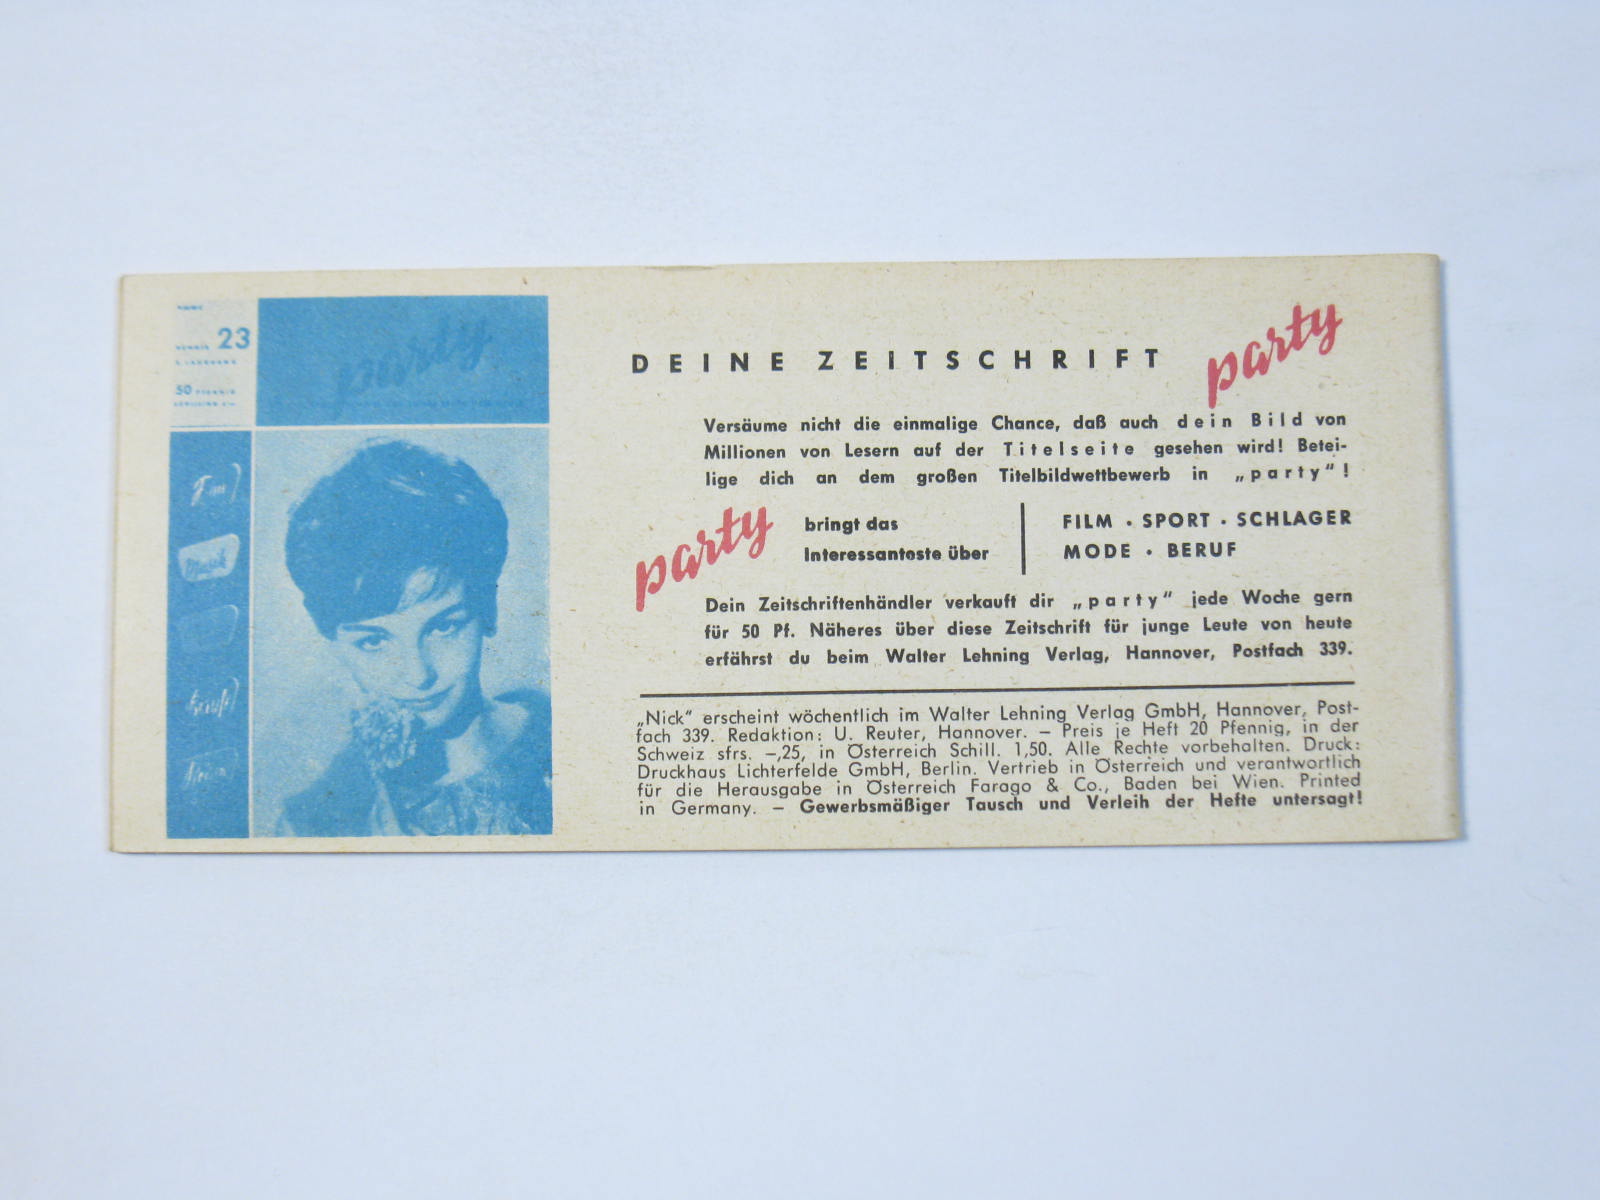 23
50 PFENNIG
party
Musik
DEINE ZEITSCHRIFT party
Versäume nicht die einmalige Chance, daß auch dein Bild von
Millionen von Lesern auf der Titelseite gesehen wird! Betei-
lige dich an dem großen Titelbildwettbewerb in „party“!
party bringt das
Interessanteste über
FILM · SPORT · SCHLAGER
MODE · BERUF
Dein Zeitschriftenhändler verkauft dir „party“ jede Woche gern
für 50 Pf. Näheres über diese Zeitschrift für junge Leute von heute
erfährst du beim Walter Lehning Verlag, Hannover, Postfach 339.
„Nick“ erscheint wöchentlich im Walter Lehning Verlag GmbH, Hannover, Post-
fach 339. Redaktion: U. Reuter, Hannover. – Preis je Heft 20 Pfennig, in der
Schweiz sfrs. –,25, in Österreich Schill. 1,50. Alle Rechte vorbehalten. Druck:
Druckhaus Lichterfelde GmbH, Berlin. Vertrieb in Österreich und verantwortlich
für die Herausgabe in Österreich Farago & Co., Baden bei Wien. Printed
in Germany. – Gewerbsmäßiger Tausch und Verleih der Hefte untersagt!